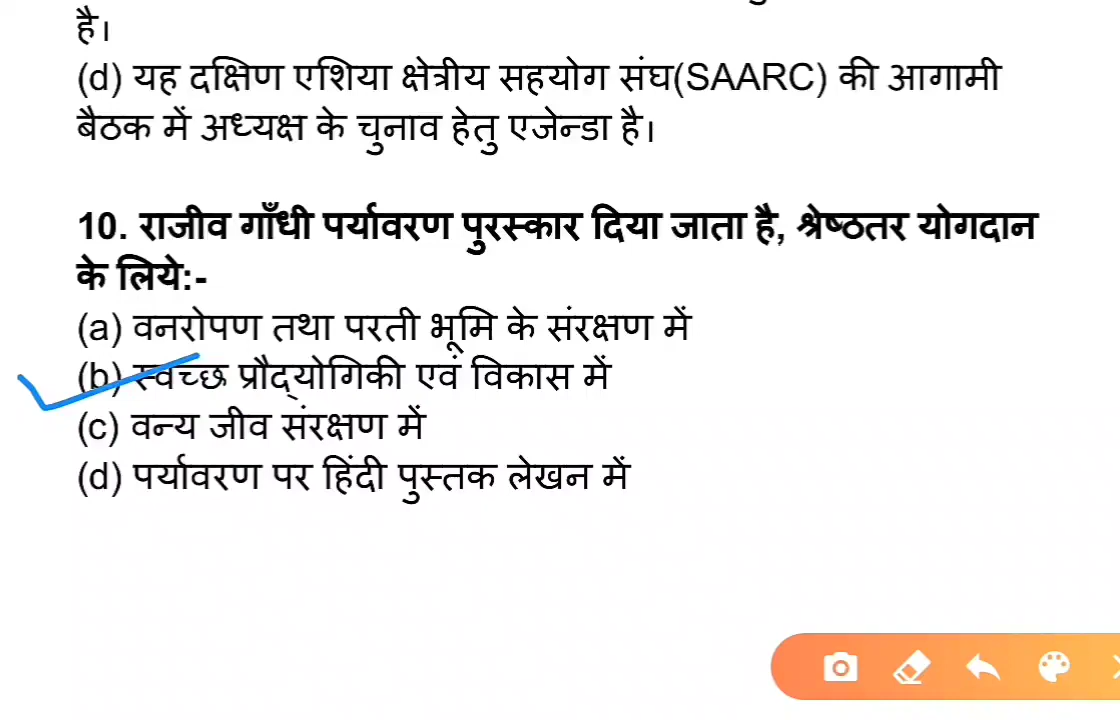 है।
(d) यह दक्षिण एशिया क्षेत्रीय सहयोग संघ(SAARC) की आगामी
बैठक में अध्यक्ष के चुनाव हेतु एजेन्डा है।
10. राजीव गाँधी पर्यावरण पुरस्कार दिया जाता है, श्रेष्ठतर योगदान
के लिये:-
(a) वनरोपण तथा परती भूमि के संरक्षण में
(b) स्वच्छ प्रौद्योगिकी एवं विकास में
(c) वन्य जीव संरक्षण में
(d) पर्यावरण पर हिंदी पुस्तक लेखन में